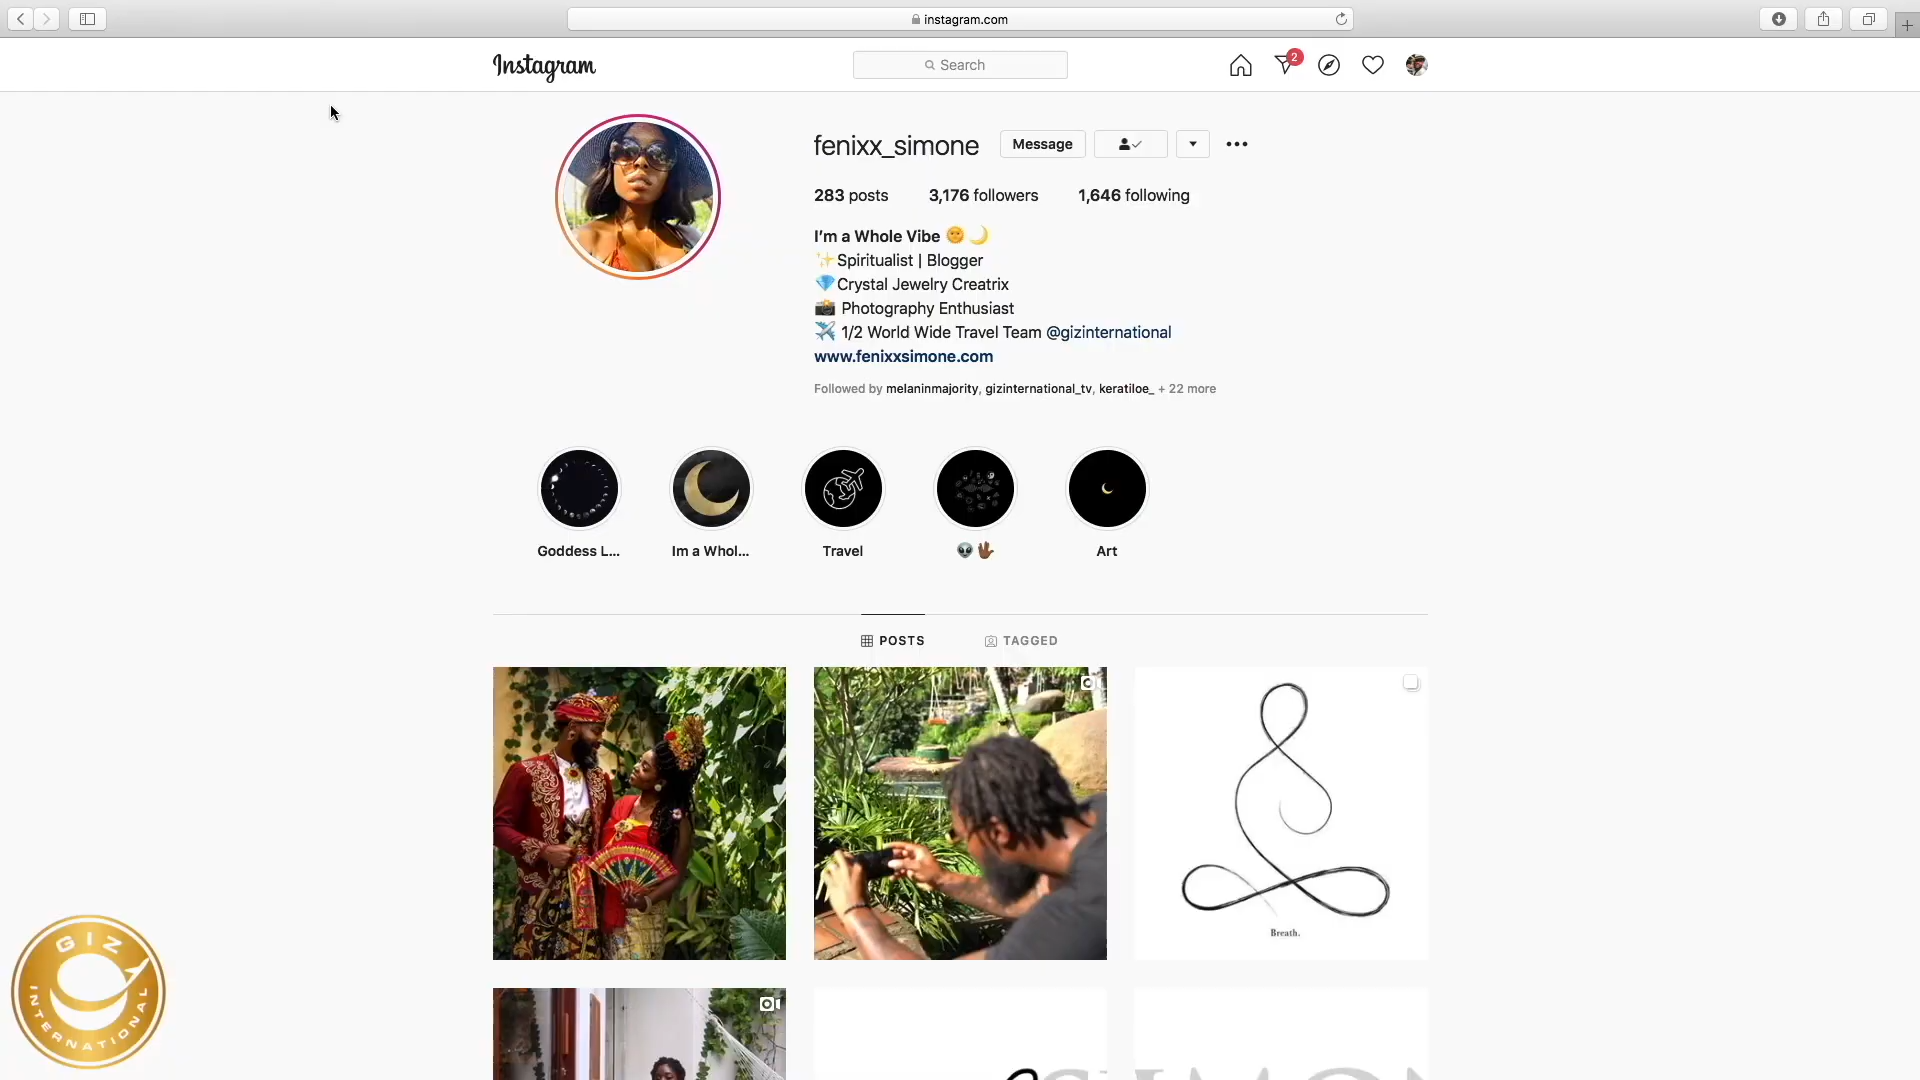 instagram.com
Instagram
Search
2
fenixx_simone
Message
283 posts 3,176 followers 1,646 following
I'm a Whole Vibe 🌞🌙
✨Spiritualist | Blogger
💎Crystal Jewelry Creatrix
📸 Photography Enthusiast
✈️ 1/2 World Wide Travel Team @gizinternational
www.fenixxsimone.com
Followed by melaninmajority, gizinternational_tv, keratiloe_ + 22 more
Goddess L... Im a Whol... Travel 👽🖖🏾 Art
POSTS TAGGED
Breath.
GIZ
INTERNATIONAL